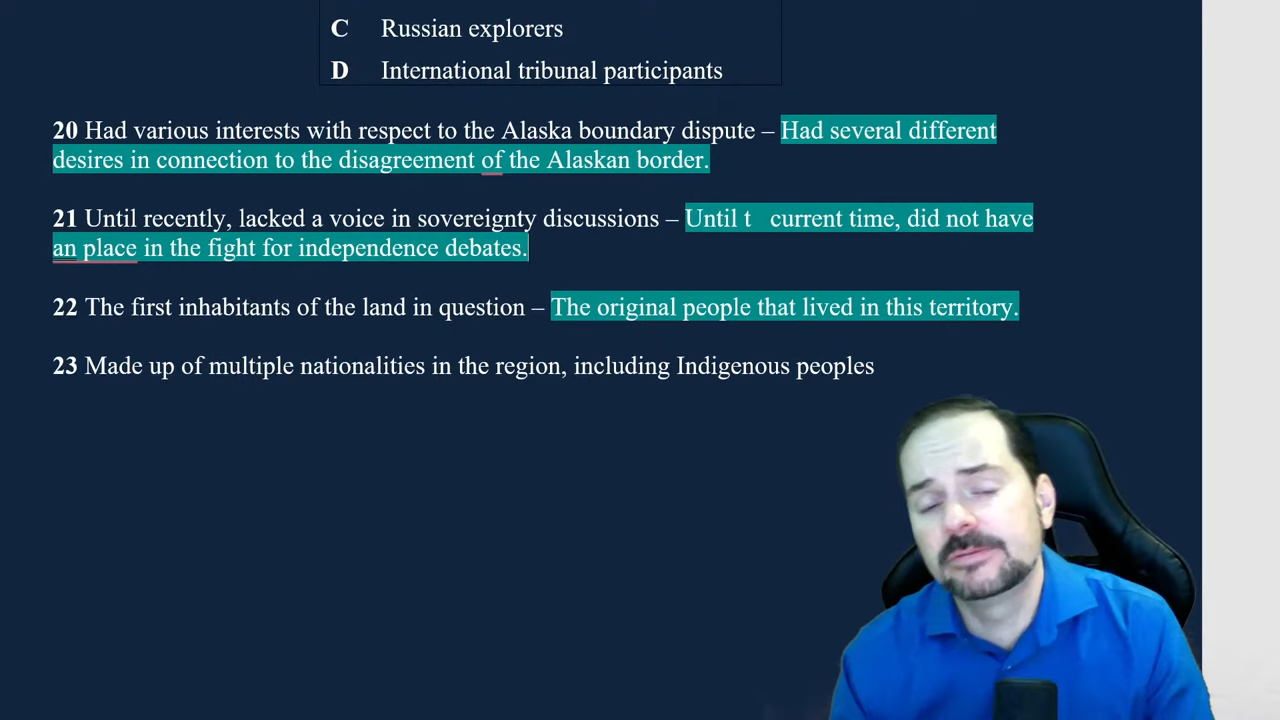 C Russian explorers
D International tribunal participants
20 Had various interests with respect to the Alaska boundary dispute – Had several different
desires in connection to the disagreement of the Alaskan border.
21 Until recently, lacked a voice in sovereignty discussions – Until t current time, did not have
an place in the fight for independence debates.
22 The first inhabitants of the land in question – The original people that lived in this territory.
23 Made up of multiple nationalities in the region, including Indigenous peoples